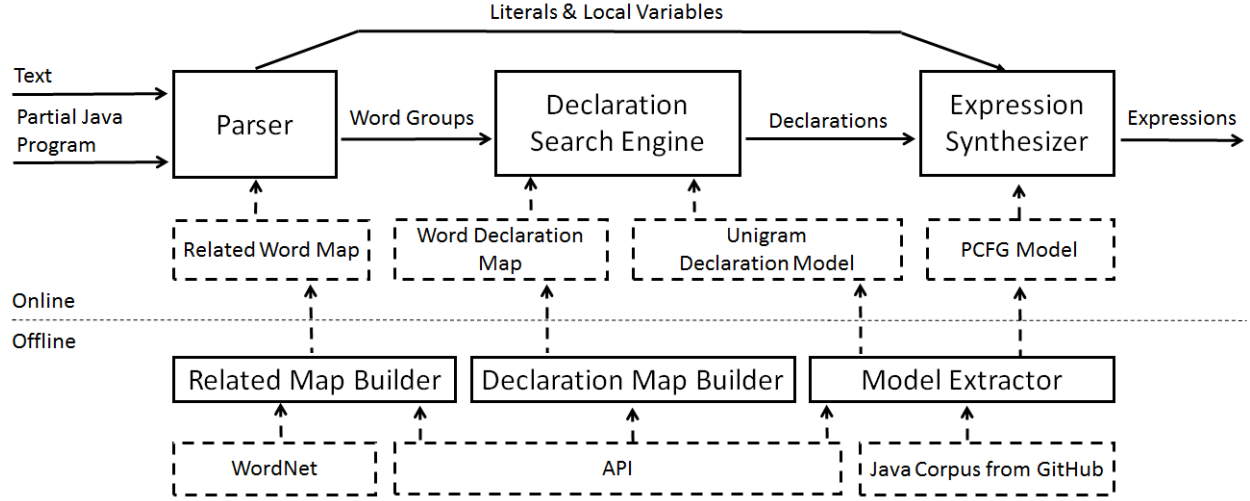 Literals & Local Variables
Text
Partial Java
Program
Parser
Word Groups
Declaration
Search Engine
Declarations
Expression
Synthesizer
Expressions
Related Word Map
Word Declaration
Map
Unigram
Declaration Model
PCFG Model
Online
Offline
Related Map Builder
Declaration Map Builder
Model Extractor
WordNet
API
Java Corpus from GitHub